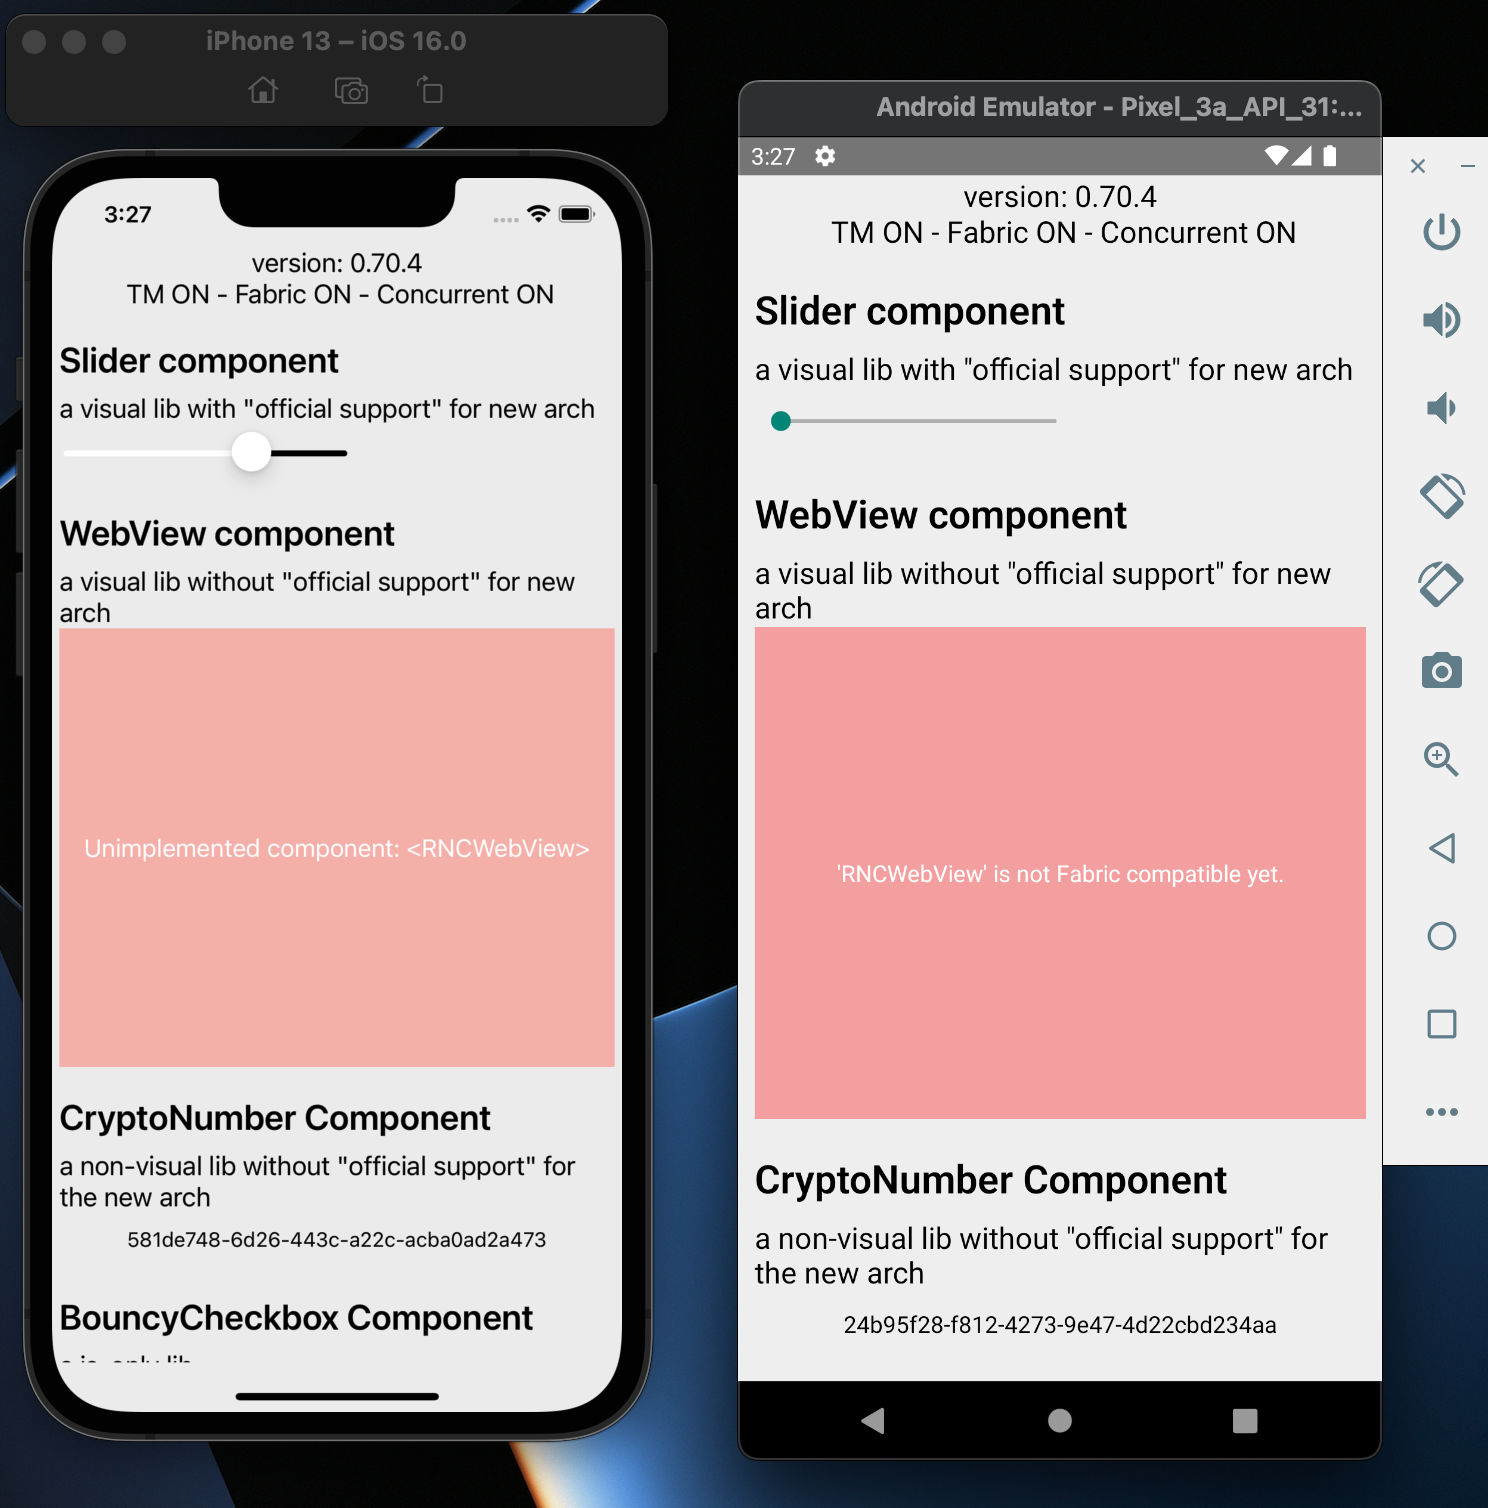 iPhone 13 – iOS 16.0
3:27
version: 0.70.4
TM ON - Fabric ON - Concurrent ON
Slider component
a visual lib with "official support" for new arch
WebView component
a visual lib without "official support" for new
arch
Unimplemented component: <RNCWebView>
CryptoNumber Component
a non-visual lib without "official support" for
the new arch
581de748-6d26-443c-a22c-acba0ad2a473
BouncyCheckbox Component
Android Emulator - Pixel_3a_API_31:...
3:27
version: 0.70.4
TM ON - Fabric ON - Concurrent ON
Slider component
a visual lib with "official support" for new arch
WebView component
a visual lib without "official support" for new
arch
'RNCWebView' is not Fabric compatible yet.
CryptoNumber Component
a non-visual lib without "official support" for
the new arch
24b95f28-f812-4273-9e47-4d22cbd234aa